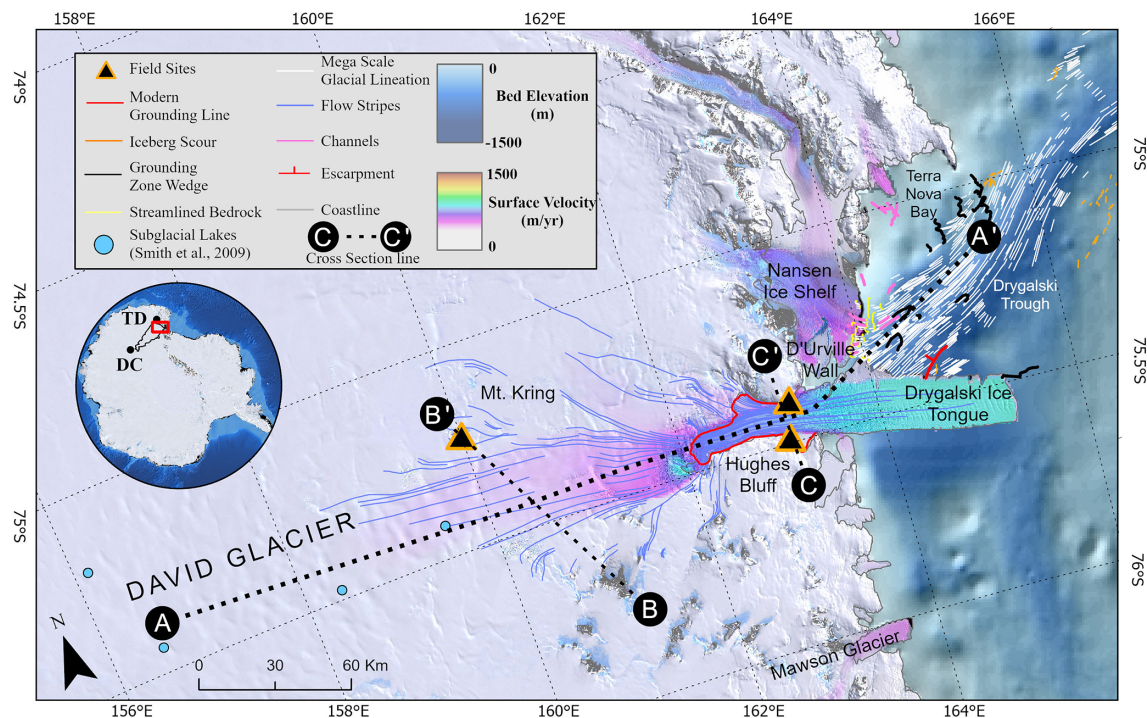 158°E
160°E
162°E
164°E
166°E
74°S
74.5°S
75°S
75°S
75.5°S
76°S
156°E
158°E
160°E
162°E
164°E
Field Sites
Modern
Grounding Line
Iceberg Scour
Grounding
Zone Wedge
Streamlined Bedrock
Subglacial Lakes
(Smith et al., 2009)
Mega Scale
Glacial Lineation
Flow Stripes
Channels
Escarpment
Coastline
C
C'
Cross Section line
0
Bed Elevation
(m)
-1500
1500
Surface Velocity
(m/yr)
0
TD
DC
Terra
Nova
Bay
A'
Nansen
Ice Shelf
Drygalski
Trough
C'
D'Urville
Wall
Mt. Kring
B'
Drygalski Ice
Tongue
Hughes
Bluff
C
DAVID GLACIER
A
B
Mawson Glacier
N
0
30
60 Km